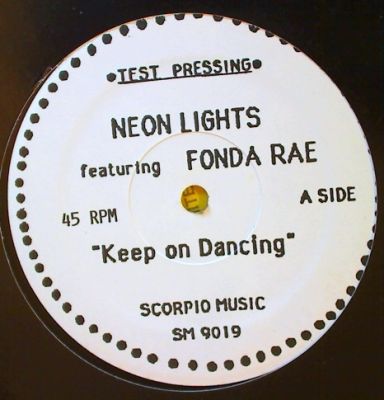 TEST PRESSING
NEON LIGHTS
featuring FONDA RAE
45 RPM
A SIDE
"Keep on Dancing"
SCORPIO MUSIC
SM 9019